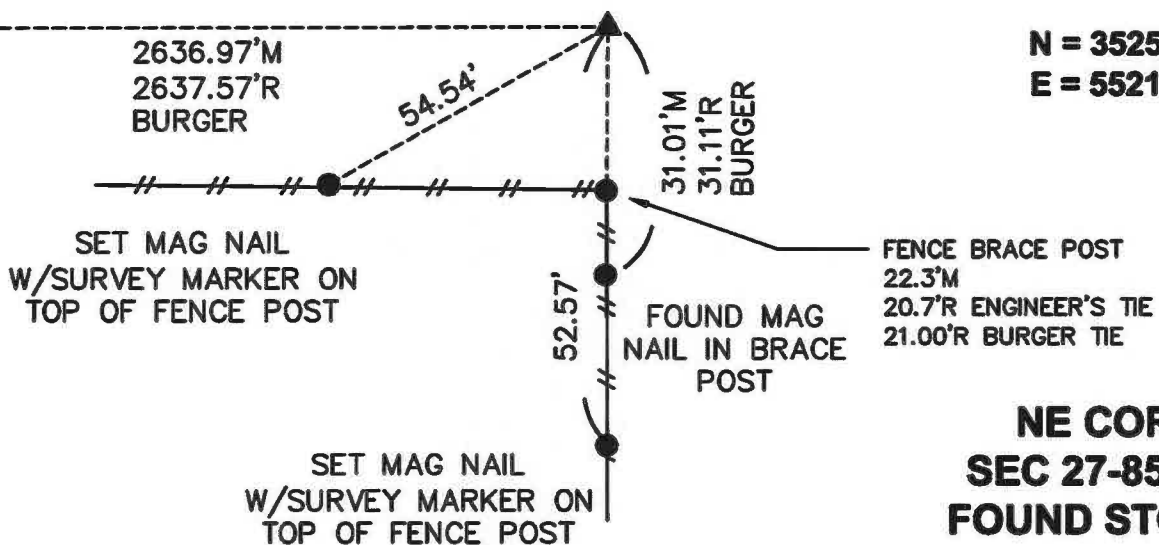 2636.97'M
2637.57'R
BURGER
54.54'
31.01'M
31.11'R
BURGER
N = 3525
E = 5521
SET MAG NAIL
W/SURVEY MARKER ON
TOP OF FENCE POST
52.57'
FOUND MAG
NAIL IN BRACE
POST
FENCE BRACE POST
22.3'M
20.7'R ENGINEER'S TIE
21.00'R BURGER TIE
SET MAG NAIL
W/SURVEY MARKER ON
TOP OF FENCE POST
NE COR
SEC 27-85
FOUND STO